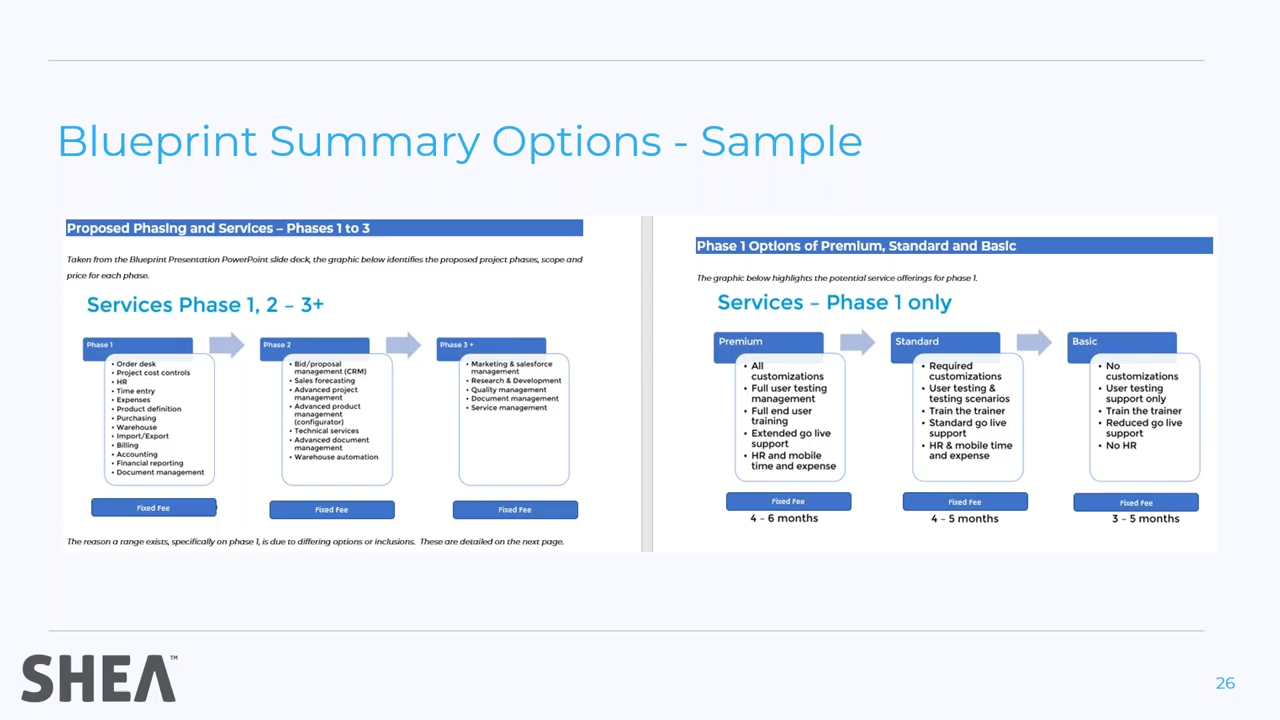 Blueprint Summary Options - Sample
Proposed Phasing and Services – Phases 1 to 3
Taken from the Blueprint Presentation PowerPoint slide deck, the graphic below identifies the proposed project phases, scope and
price for each phase.
Services Phase 1, 2 – 3+
Phase 1
• Order desk
• Project cost controls
• HR
• Time entry
• Expenses
• Product definition
• Purchasing
• Warehouse
• Import/Export
• Billing
• Accounting
• Financial reporting
• Document management
Fixed Fee
Phase 2
• Bid/proposal
management (CRM)
• Sales forecasting
• Advanced project
management
• Advanced product
management
(configurator)
• Technical services
• Advanced document
management
• Warehouse automation
Fixed Fee
Phase 3 +
• Marketing & salesforce
management
• Research & Development
• Quality management
• Document management
• Service management
Fixed Fee
The reason a range exists, specifically on phase 1, is due to differing options or inclusions. These are detailed on the next page.
Phase 1 Options of Premium, Standard and Basic
The graphic below highlights the potential service offerings for phase 1.
Services – Phase 1 only
Premium
• All
customizations
• Full user testing
management
• Full end user
training
• Extended go live
support
• HR and mobile
time and expense
Fixed Fee
4 – 6 months
Standard
• Required
customizations
• User testing &
testing scenarios
• Train the trainer
• Standard go live
support
• HR & mobile time
and expense
Fixed Fee
4 – 5 months
Basic
• No
customizations
• User testing
support only
• Train the trainer
• Reduced go live
support
• No HR
Fixed Fee
3 – 5 months
SHEA™
26